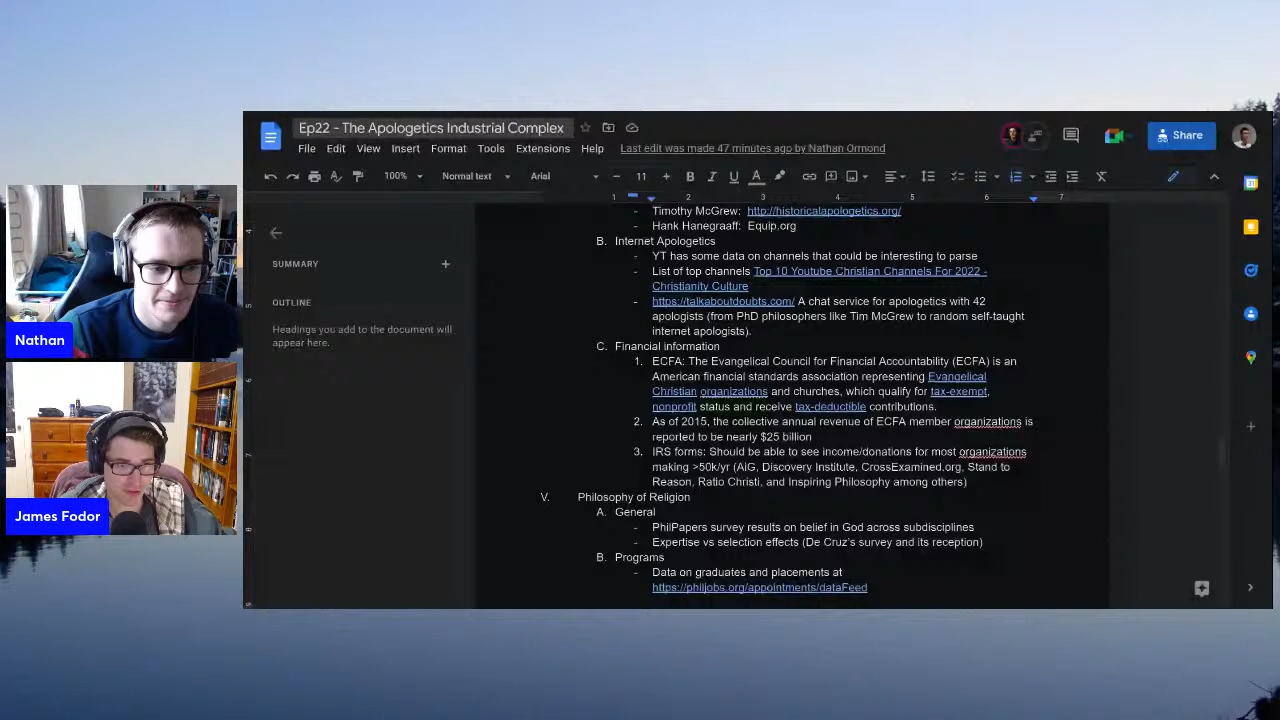 Ep22 - The Apologetics Industrial Complex
File Edit View Insert Format Tools Extensions Help Last edit was made 47 minutes ago by Nathan Ormond
Share
100% Normal text Arial 11
1 2 3 4 5 6 7
SUMMARY
OUTLINE
Headings you add to the document will
appear here.
- Timothy McGrew: http://historicalapologetics.org/
- Hank Hanegraaff: Equip.org
B. Internet Apologetics
- YT has some data on channels that could be interesting to parse
- List of top channels Top 10 Youtube Christian Channels For 2022 -
Christianity Culture
- https://talkaboutdoubts.com/ A chat service for apologetics with 42
apologists (from PhD philosophers like Tim McGrew to random self-taught
internet apologists).
C. Financial information
1. ECFA: The Evangelical Council for Financial Accountability (ECFA) is an
American financial standards association representing Evangelical
Christian organizations and churches, which qualify for tax-exempt,
nonprofit status and receive tax-deductible contributions.
2. As of 2015, the collective annual revenue of ECFA member organizations is
reported to be nearly $25 billion
3. IRS forms: Should be able to see income/donations for most organizations
making >50k/yr (AiG, Discovery Institute, CrossExamined.org, Stand to
Reason, Ratio Christi, and Inspiring Philosophy among others)
V. Philosophy of Religion
A. General
- PhilPapers survey results on belief in God across subdisciplines
- Expertise vs selection effects (De Cruz's survey and its reception)
B. Programs
- Data on graduates and placements at
https://philjobs.org/appointments/dataFeed
Nathan
James Fodor